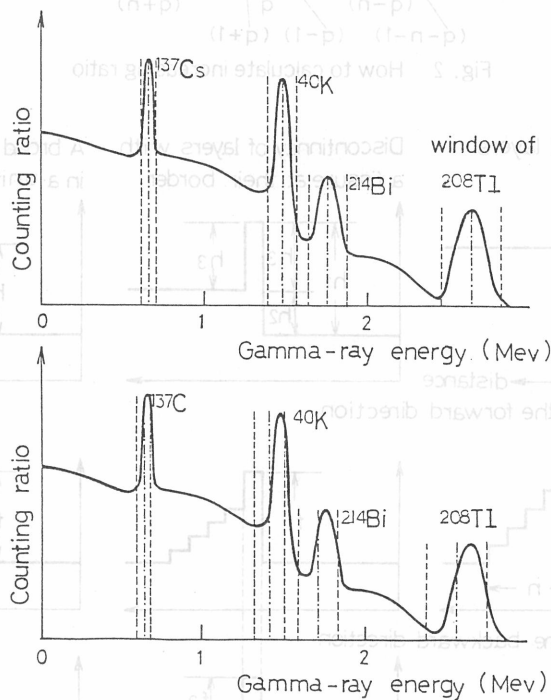 137Cs
40K
window of
214Bi
208Tl
Counting ratio
0 1 2
Gamma-ray energy. (Mev)
137C
40K
214Bi
208Tl
Counting ratio
0 1 2
Gamma-ray energy (Mev)